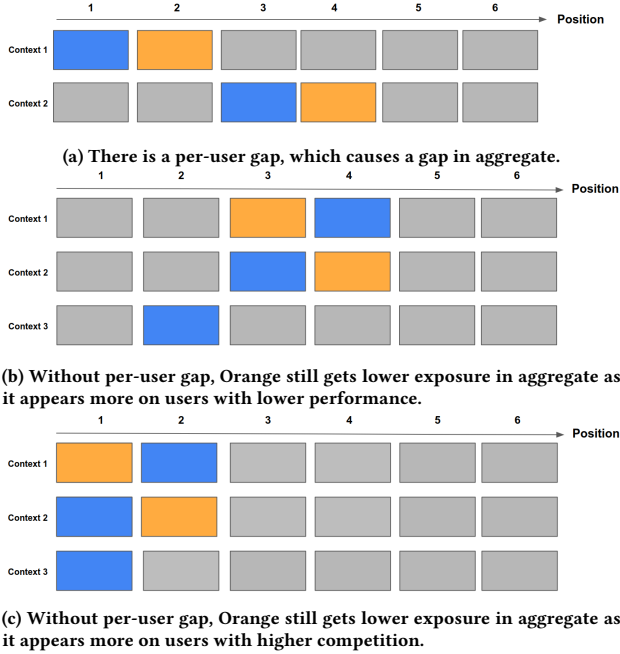 1 2 3 4 5 6
Position
Context 1
Context 2
(a) There is a per-user gap, which causes a gap in aggregate.
1 2 3 4 5 6
Position
Context 1
Context 2
Context 3
(b) Without per-user gap, Orange still gets lower exposure in aggregate as
it appears more on users with lower performance.
1 2 3 4 5 6
Position
Context 1
Context 2
Context 3
(c) Without per-user gap, Orange still gets lower exposure in aggregate as
it appears more on users with higher competition.